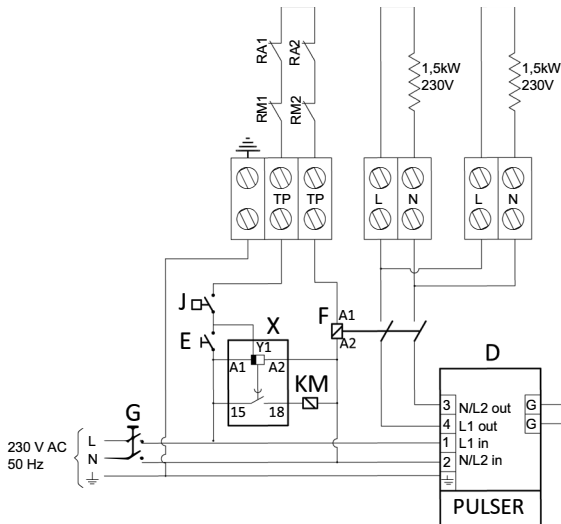 RA1 RA2
RM1 RM2
1,5kW
230V
1,5kW
230V
TP TP L N L N
J
E
X
Y1
A1 A2
15 18
KM
F
A1
A2
D
G
230 V AC
50 Hz
L
N
3 N/L2 out G
4 L1 out G
1 L1 in
2 N/L2 in
PULSER